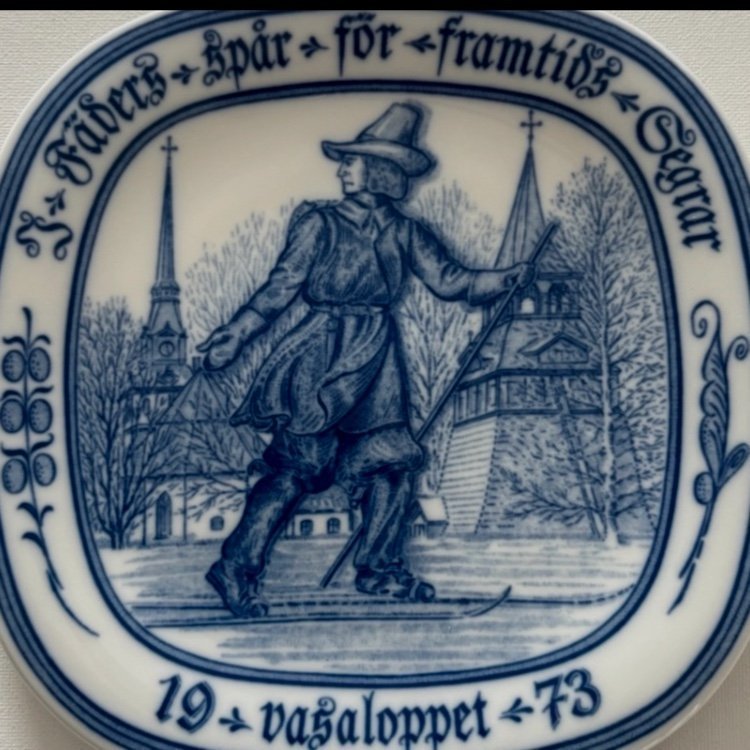 I Fäders spår för framtids Segrar
19 vasaloppet 73